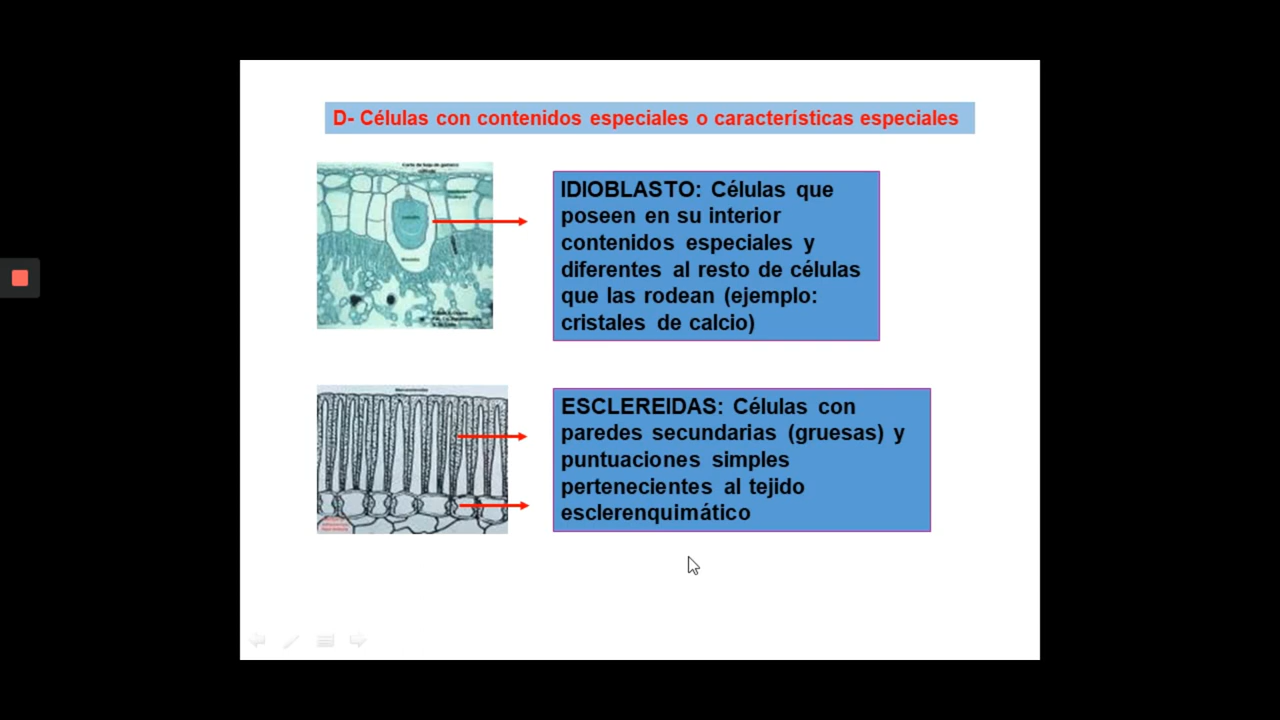 D- Células con contenidos especiales o características especiales
IDIOBLASTO: Células que
poseen en su interior
contenidos especiales y
diferentes al resto de células
que las rodean (ejemplo:
cristales de calcio)
ESCLEREIDAS: Células con
paredes secundarias (gruesas) y
puntuaciones simples
pertenecientes al tejido
esclerenquimático